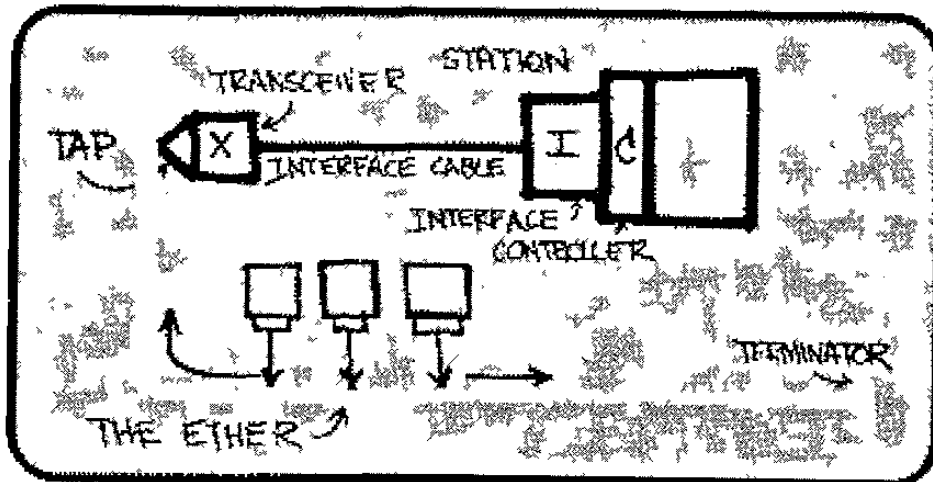 STATION
TRANSCEIVER
TAP
X
I
C
INTERFACE CABLE
INTERFACE
CONTROLLER
TERMINATOR
THE ETHER